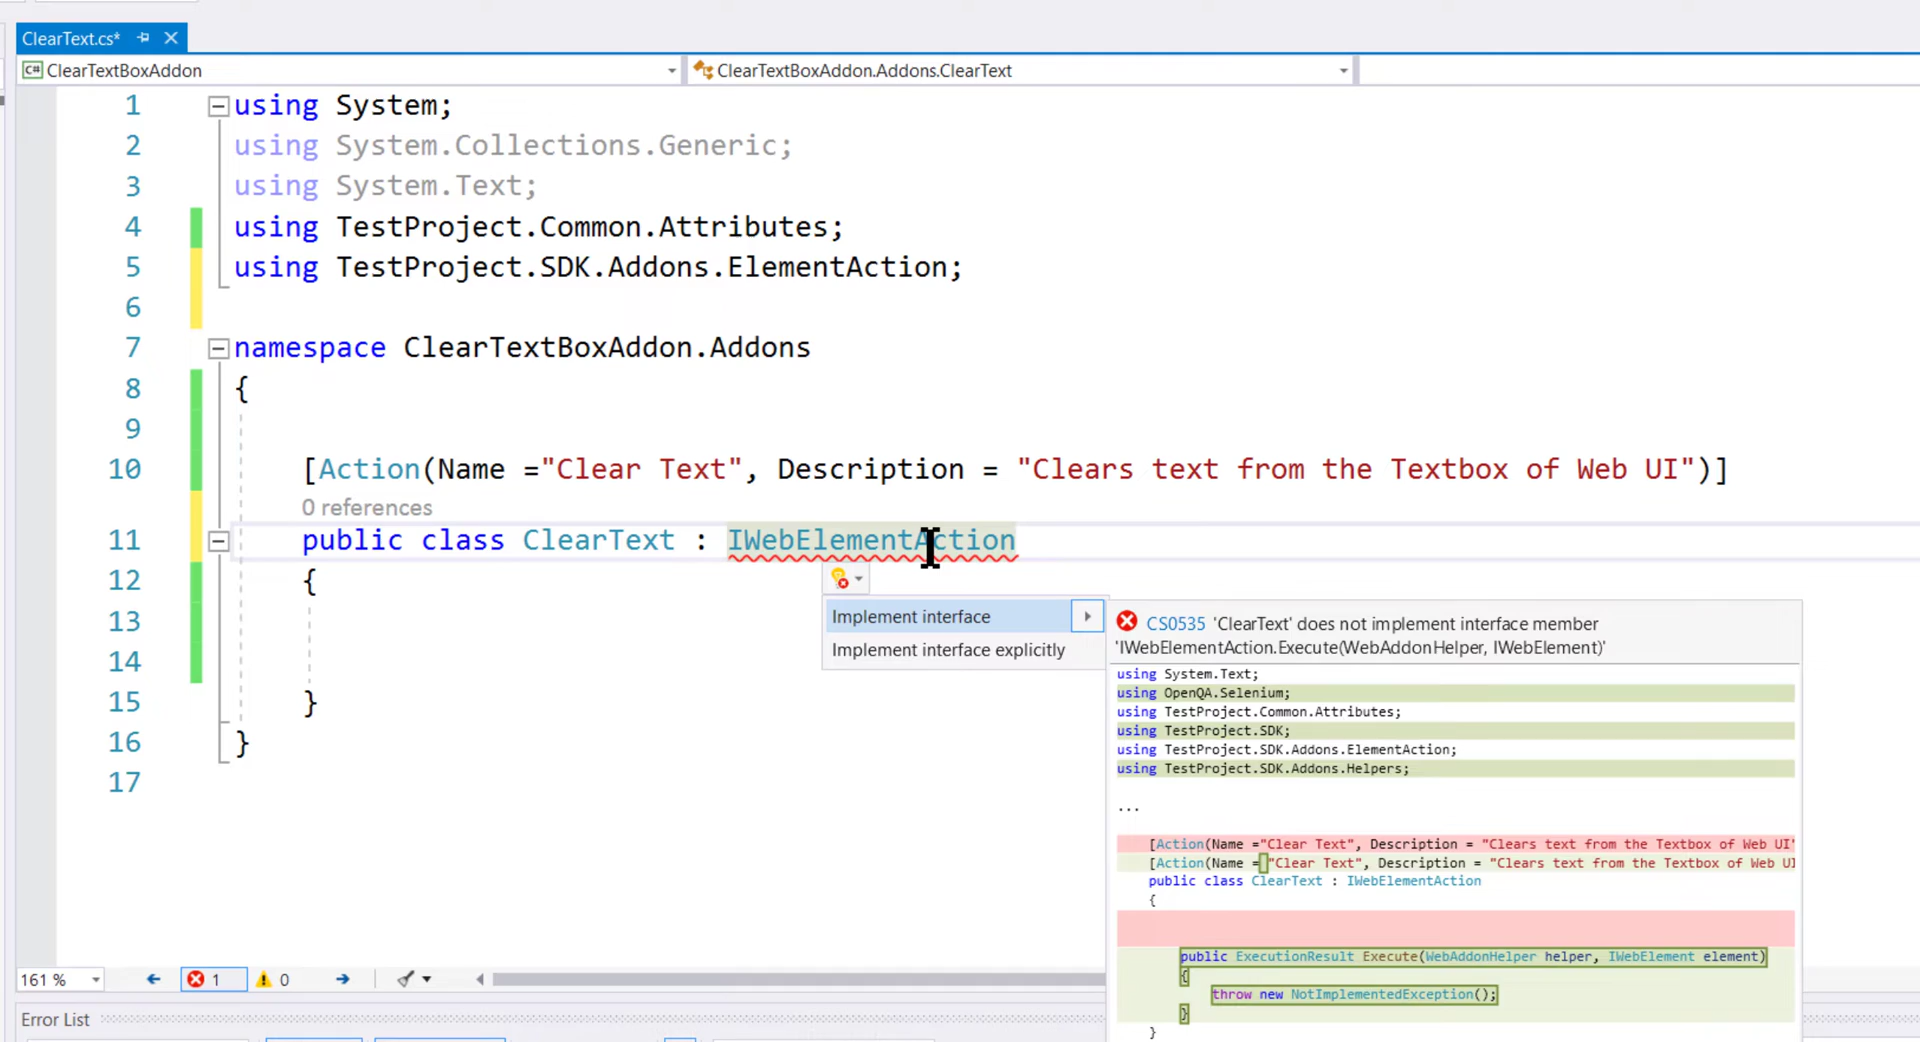 ClearText.cs*
ClearTextBoxAddon
ClearTextBoxAddon.Addons.ClearText
1 using System;
2 using System.Collections.Generic;
3 using System.Text;
4 using TestProject.Common.Attributes;
5 using TestProject.SDK.Addons.ElementAction;
6
7 namespace ClearTextBoxAddon.Addons
8 {
9
10 [Action(Name ="Clear Text", Description = "Clears text from the Textbox of Web UI")]
0 references
11 public class ClearText : IWebElementAction
12 {
13
14
15 }
16 }
17
Implement interface
Implement interface explicitly
CS0535 'ClearText' does not implement interface member
'IWebElementAction.Execute(WebAddonHelper, IWebElement)'
using System.Text;
using OpenQA.Selenium;
using TestProject.Common.Attributes;
using TestProject.SDK;
using TestProject.SDK.Addons.ElementAction;
using TestProject.SDK.Addons.Helpers;
...
[Action(Name ="Clear Text", Description = "Clears text from the Textbox of Web UI"
[Action(Name = "Clear Text", Description = "Clears text from the Textbox of Web UI
public class ClearText : IWebElementAction
{
public ExecutionResult Execute(WebAddonHelper helper, IWebElement element)
{
throw new NotImplementedException();
}
}
161 %
1
0
Error List